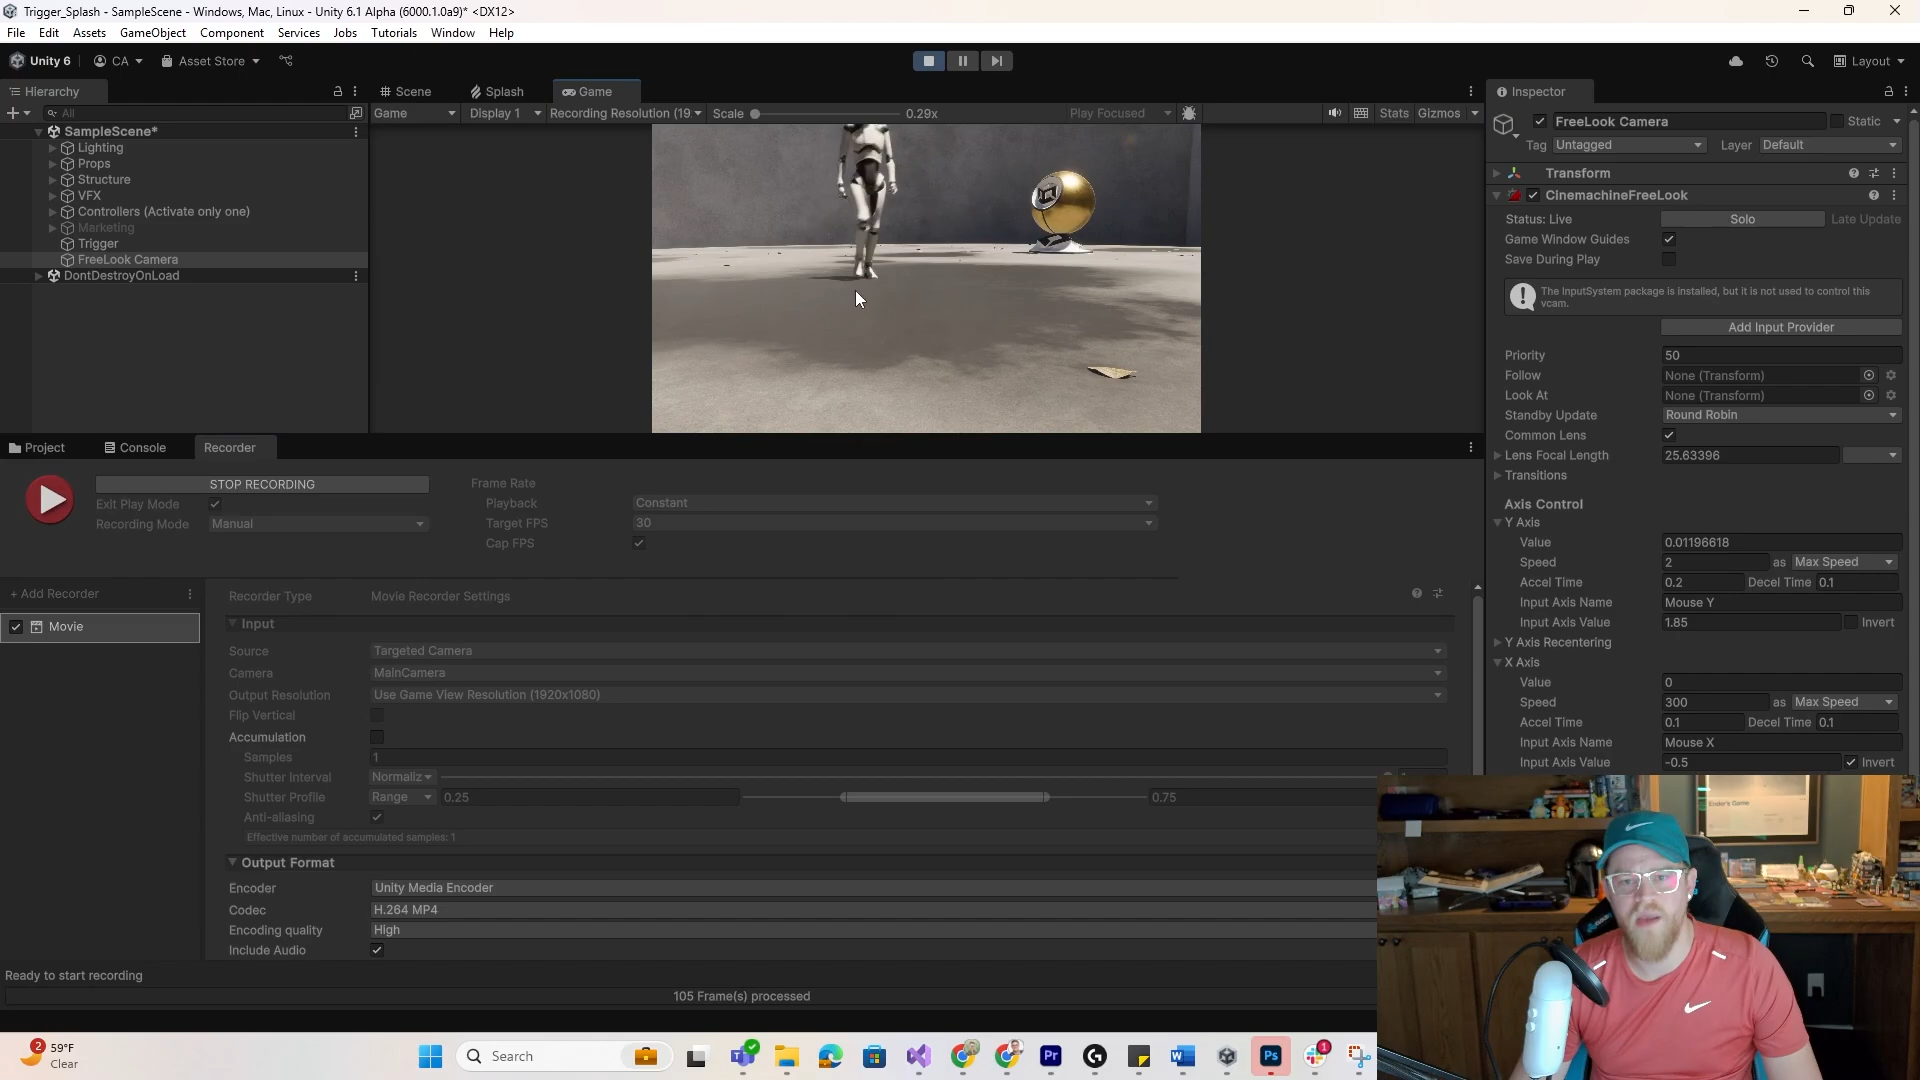 Trigger_Splash - SampleScene - Windows, Mac, Linux - Unity 6.1 Alpha (6000.1.0a9)* <DX12>
File Edit Assets GameObject Component Services Jobs Tutorials Window Help
Unity 6 CA Asset Store Layout
Hierarchy
All
SampleScene*
Lighting
Props
Structure
VFX
Controllers (Activate only one)
Marketing
Trigger
FreeLook Camera
DontDestroyOnLoad
Scene Splash Game
Game Display 1 Recording Resolution (19 Scale 0.29x Play Focused Stats Gizmos
Inspector
FreeLook Camera Static
Tag Untagged Layer Default
Transform
CinemachineFreeLook
Status: Live Solo Late Update
Game Window Guides
Save During Play
The InputSystem package is installed, but it is not used to control this
vcam.
Add Input Provider
Priority 50
Follow None (Transform)
Look At None (Transform)
Standby Update Round Robin
Common Lens
Lens Focal Length 25.63396
Transitions
Axis Control
Y Axis
Value 0.01196618
Speed 2 as Max Speed
Accel Time 0.2 Decel Time 0.1
Input Axis Name Mouse Y
Input Axis Value 1.85 Invert
Y Axis Recentering
X Axis
Value 0
Speed 300 as Max Speed
Accel Time 0.1 Decel Time 0.1
Input Axis Name Mouse X
Input Axis Value -0.5 Invert
Project Console Recorder
STOP RECORDING
Exit Play Mode
Recording Mode Manual
Frame Rate
Playback Constant
Target FPS 30
Cap FPS
+ Add Recorder
Movie
Recorder Type Movie Recorder Settings
Input
Source Targeted Camera
Camera MainCamera
Output Resolution Use Game View Resolution (1920x1080)
Flip Vertical
Accumulation
Samples 1
Shutter Interval Normaliz
Shutter Profile Range 0.25 0.75
Anti-aliasing
Effective number of accumulated samples: 1
Output Format
Encoder Unity Media Encoder
Codec H.264 MP4
Encoding quality High
Include Audio
Ready to start recording
105 Frame(s) processed
Ender's Game
2 59°F
Clear
Search
Pr
W
Ps
1